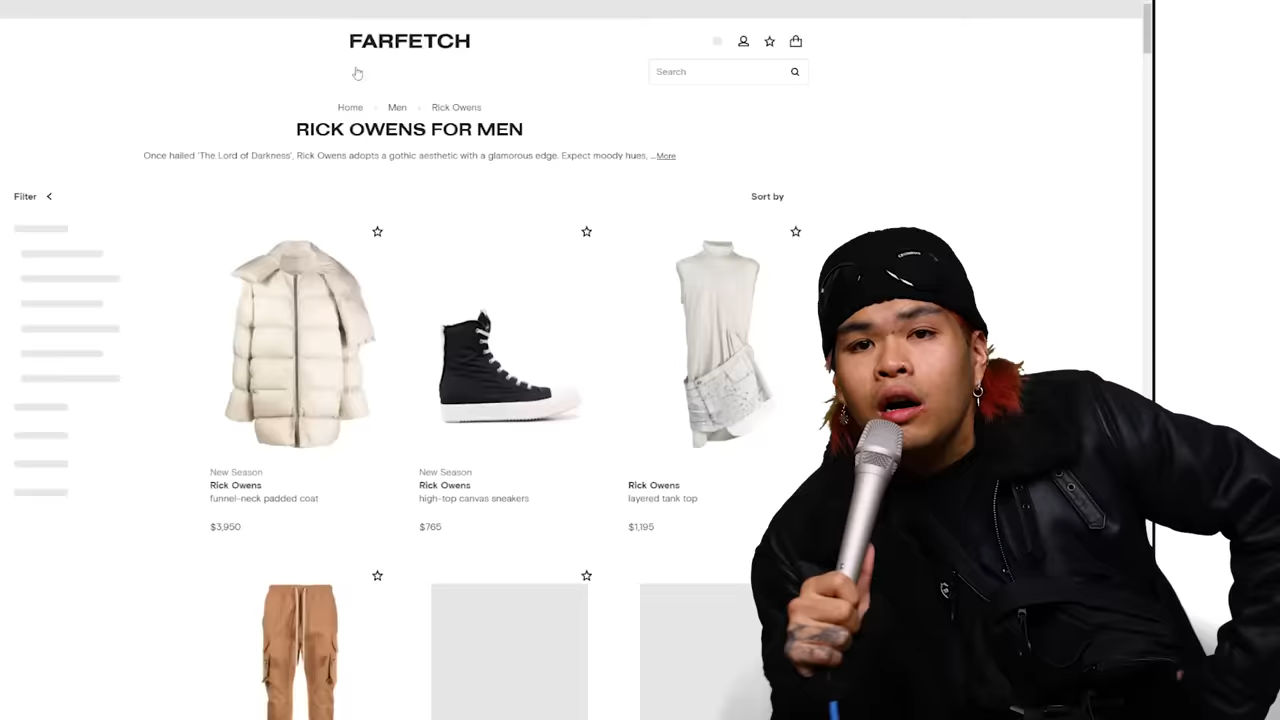 FARFETCH
Search
Home Men Rick Owens
RICK OWENS FOR MEN
Once hailed 'The Lord of Darkness', Rick Owens adopts a gothic aesthetic with a glamorous edge. Expect moody hues, ...More
Filter
Sort by
New Season
Rick Owens
funnel-neck padded coat
$3,950
New Season
Rick Owens
high-top canvas sneakers
$765
Rick Owens
layered tank top
$1,195